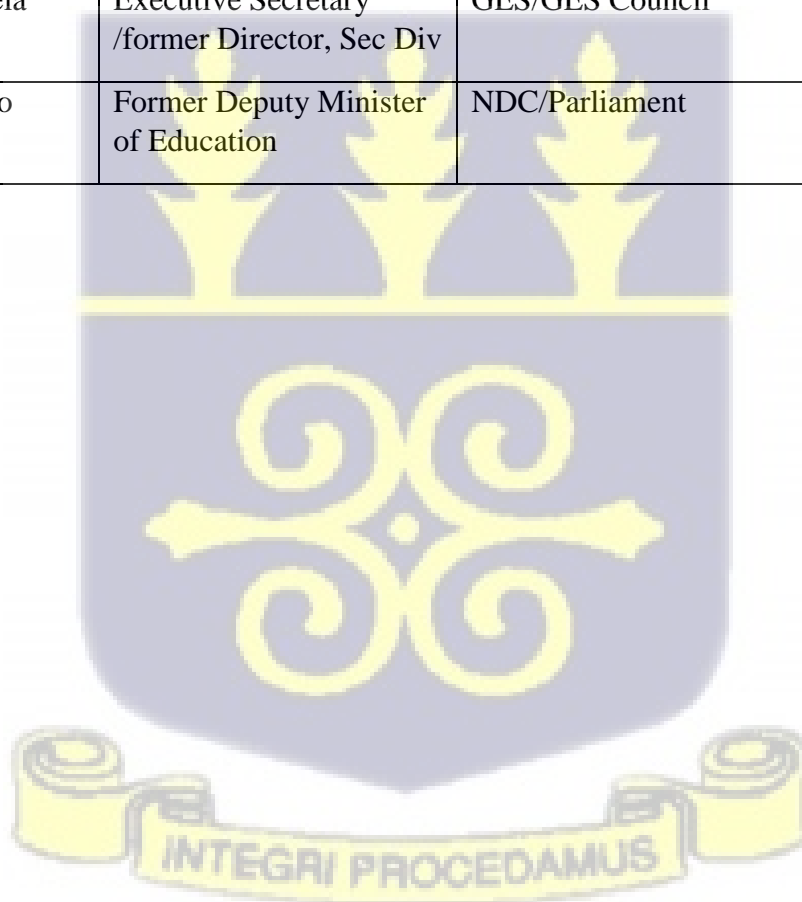 Executive Secretary GES/GES Council
/former Director, Sec Div
Former Deputy Minister NDC/Parliament
of Education
INTEGRI PROCEDAMUS